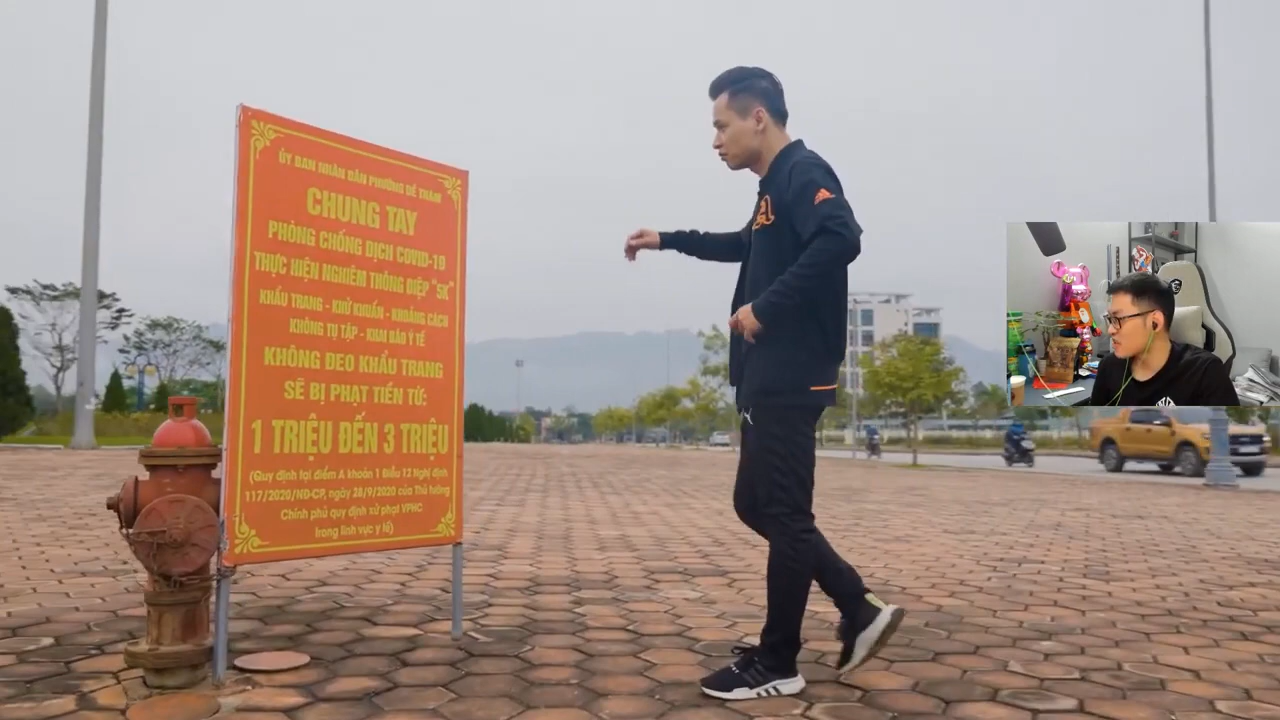 ỦY BAN NHÂN DÂN PHƯỜNG ĐỀ THÁM
CHUNG TAY
PHÒNG CHỐNG DỊCH COVID-19
THỰC HIỆN NGHIÊM THÔNG ĐIỆP "5K"
KHẨU TRANG - KHỬ KHUẨN - KHOẢNG CÁCH
KHÔNG TỤ TẬP - KHAI BÁO Y TẾ
KHÔNG ĐEO KHẨU TRANG
SẼ BỊ PHẠT TIỀN TỪ:
1 TRIỆU ĐẾN 3 TRIỆU
(Quy định tại điểm A khoản 1 Điều 12 Nghị định
117/2020/NĐ-CP, ngày 28/9/2020 của Thủ tướng
Chính phủ quy định xử phạt VPHC
trong lĩnh vực y tế)